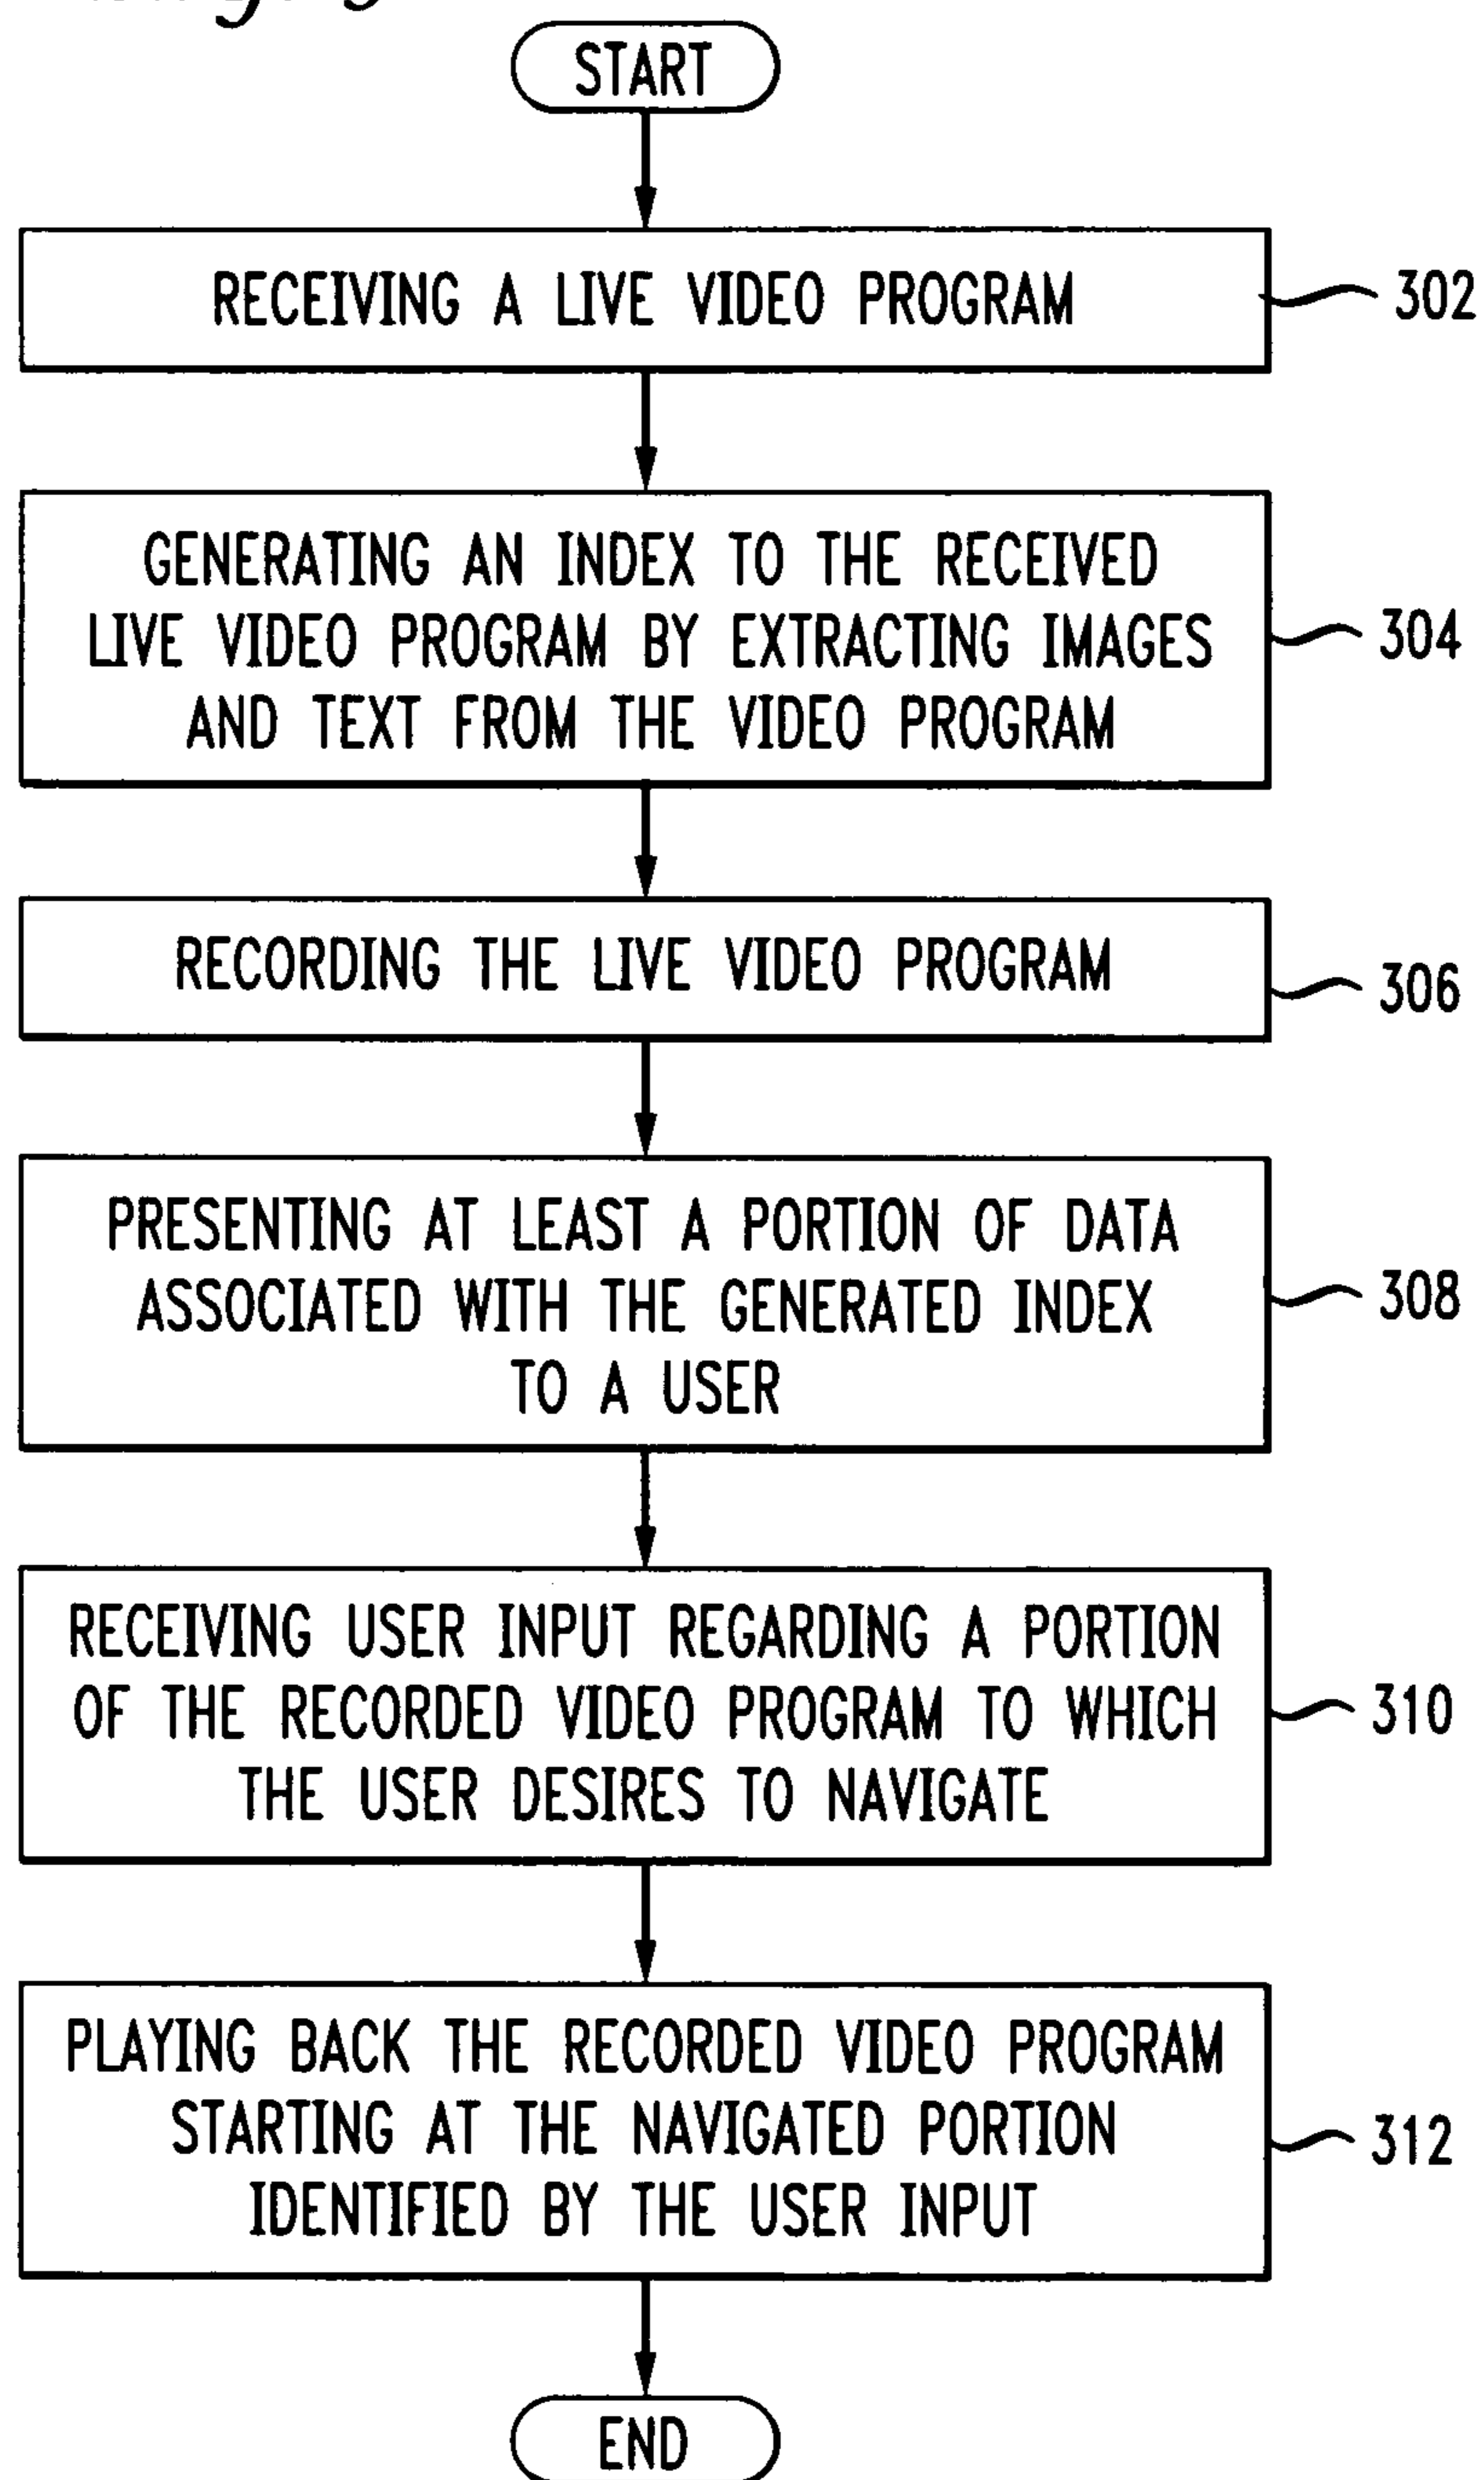 START
RECEIVING A LIVE VIDEO PROGRAM
302
GENERATING AN INDEX TO THE RECEIVED
LIVE VIDEO PROGRAM BY EXTRACTING IMAGES
AND TEXT FROM THE VIDEO PROGRAM
304
RECORDING THE LIVE VIDEO PROGRAM
306
PRESENTING AT LEAST A PORTION OF DATA
ASSOCIATED WITH THE GENERATED INDEX
TO A USER
308
RECEIVING USER INPUT REGARDING A PORTION
OF THE RECORDED VIDEO PROGRAM TO WHICH
THE USER DESIRES TO NAVIGATE
310
PLAYING BACK THE RECORDED VIDEO PROGRAM
STARTING AT THE NAVIGATED PORTION
IDENTIFIED BY THE USER INPUT
312
END